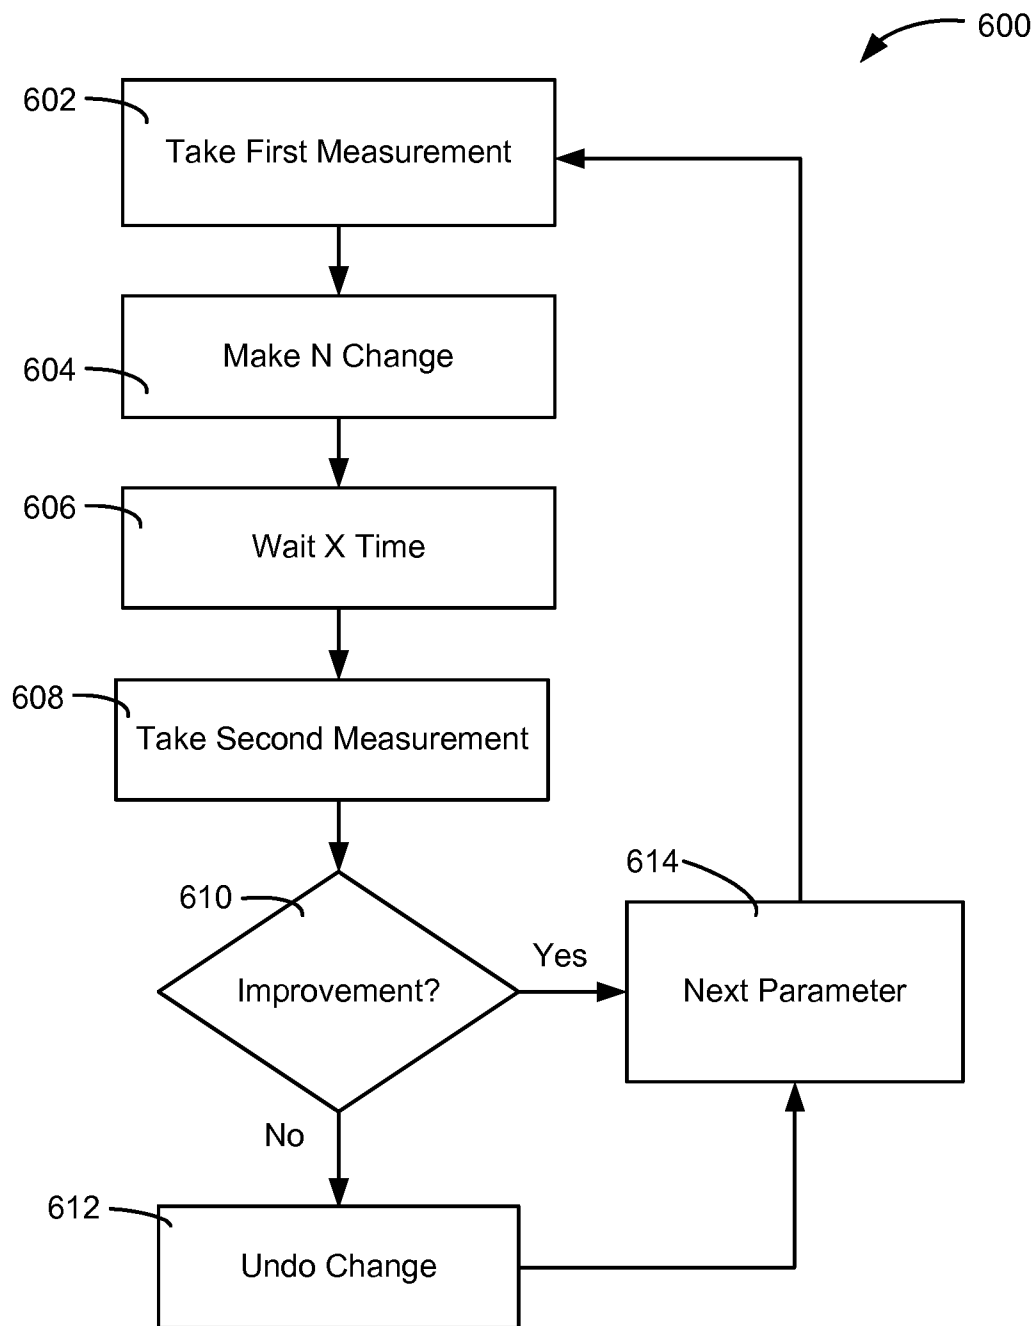 600
602
Take First Measurement
Make N Change
604
606
Wait X Time
608
Take Second Measurement
614
610
Yes
Improvement?
Next Parameter
No
612
Undo Change